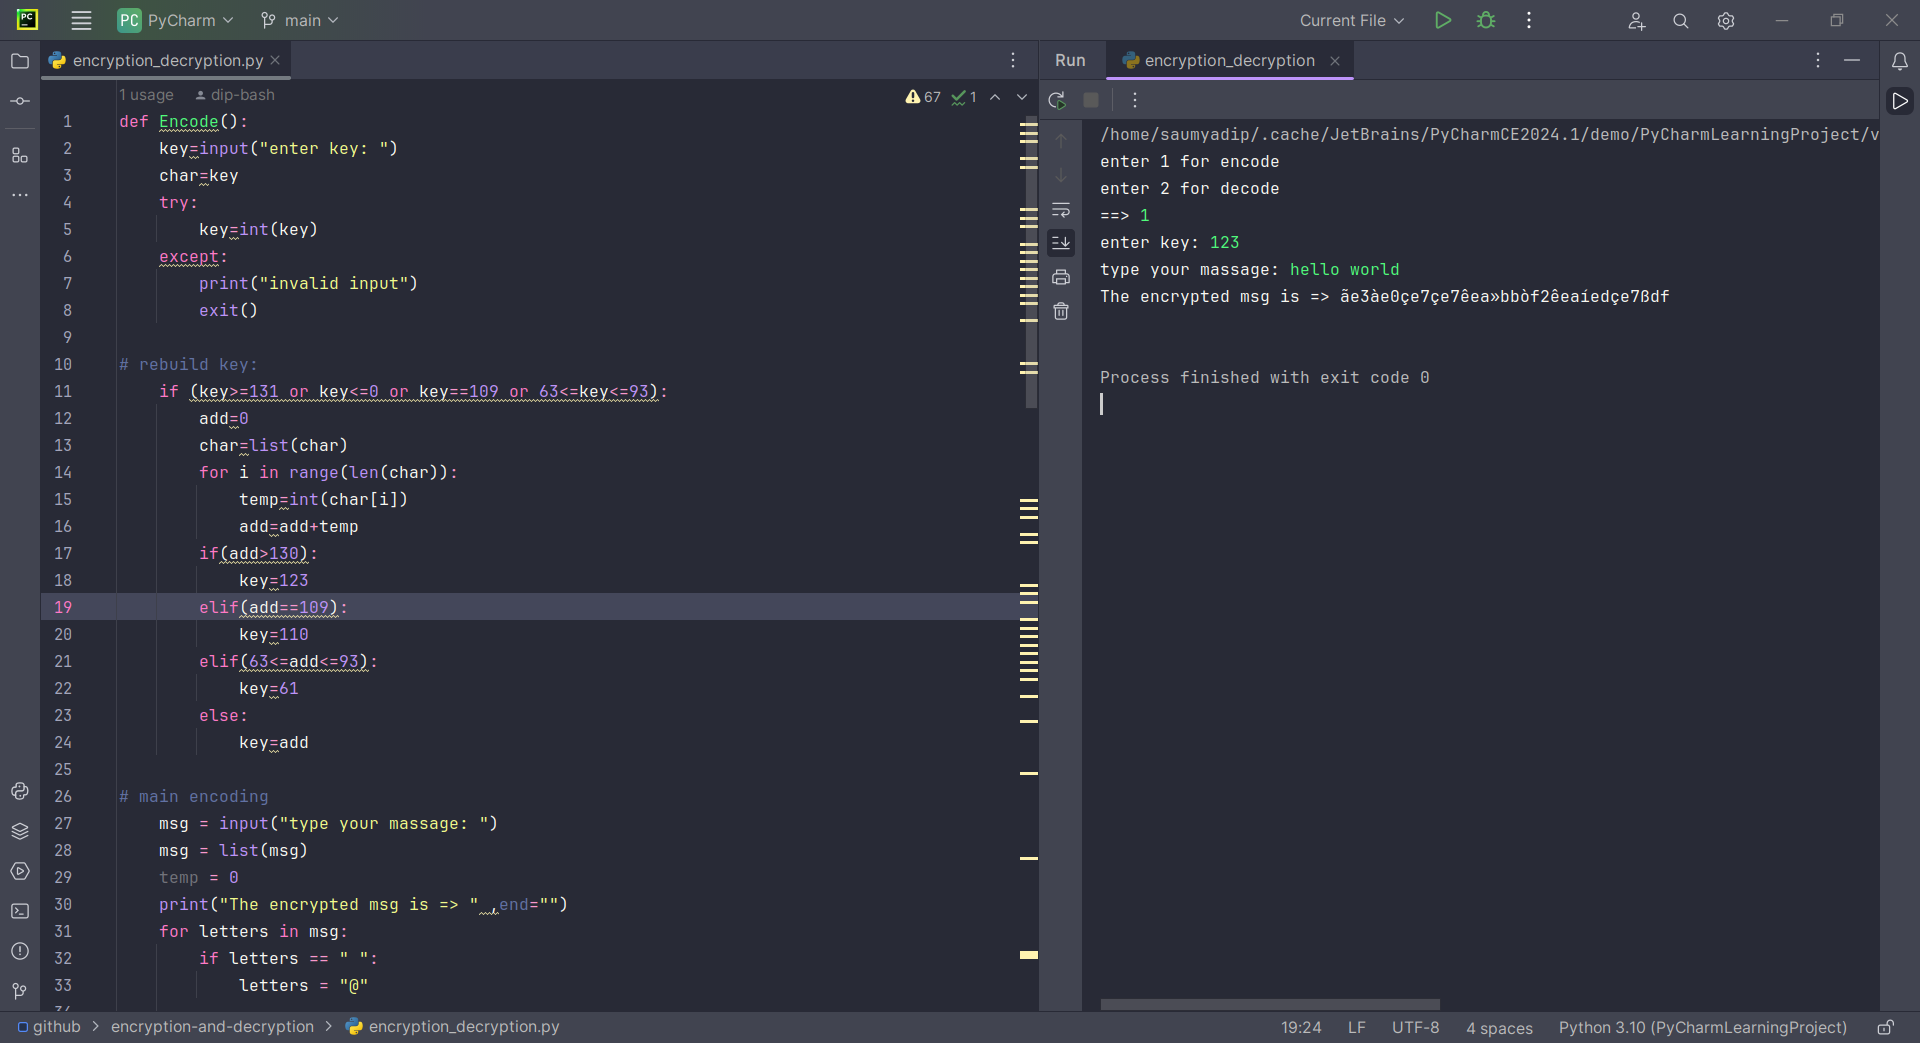 PC PyCharm main Current File
encryption_decryption.py
Run encryption_decryption
1 usage dip-bash
67 1
1 def Encode():
2 key=input("enter key: ")
3 char=key
4 try:
5 key=int(key)
6 except:
7 print("invalid input")
8 exit()
9
10 # rebuild key:
11 if (key>=131 or key<=0 or key==109 or 63<=key<=93):
12 add=0
13 char=list(char)
14 for i in range(len(char)):
15 temp=int(char[i])
16 add=add+temp
17 if(add>130):
18 key=123
19 elif(add==109):
20 key=110
21 elif(63<=add<=93):
22 key=61
23 else:
24 key=add
25
26 # main encoding
27 msg = input("type your massage: ")
28 msg = list(msg)
29 temp = 0
30 print("The encrypted msg is => " ,end="")
31 for letters in msg:
32 if letters == " ":
33 letters = "@"
/home/saumyadip/.cache/JetBrains/PyCharmCE2024.1/demo/PyCharmLearningProject/v
enter 1 for encode
enter 2 for decode
==> 1
enter key: 123
type your massage: hello world
The encrypted msg is => ãe3àe0çe7çe7êea»bbòf2êeaíedçe7ßdf
Process finished with exit code 0
github > encryption-and-decryption > encryption_decryption.py
19:24 LF UTF-8 4 spaces Python 3.10 (PyCharmLearningProject)